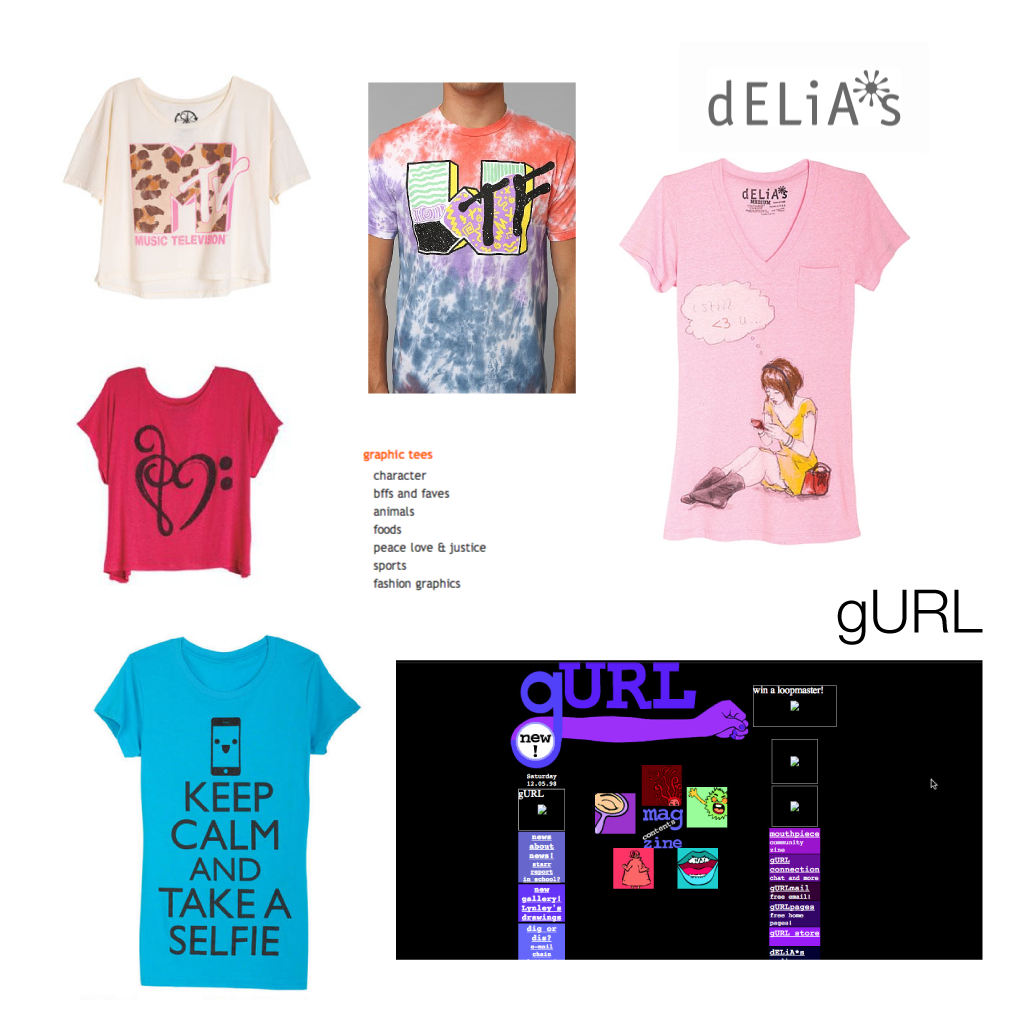 dELiA*s
MTV
MUSIC TELEVISION
WTF
dELiA*s
MEDIUM
i still
<3 u...
graphic tees
character
bffs and faves
animals
foods
peace love & justice
sports
fashion graphics
gURL
KEEP
CALM
AND
TAKE A
SELFIE
gURL
new
!
Saturday
12.05.98
gURL
news
about
news!
starr
report
in school?
new
gallery!
Lynley's
drawings
dig or
dis?
e-mail
chain
mag
contents
zine
win a loopmaster!
mouthpiece
community
zine
gURL
connection
chat and more
gURLmail
free email!
gURLpages
free home
pages!
gURL store
dELiA*s